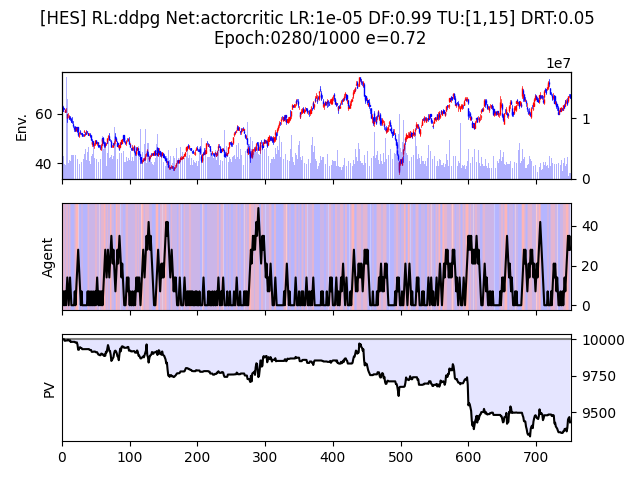 [HES] RL:ddpg Net:actorcritic LR:1e-05 DF:0.99 TU:[1,15] DRT:0.05
Epoch:0280/1000 e=0.72
1e7
Env.
60
40
1
0
Agent
40
20
0
PV
10000
9750
9500
0 100 200 300 400 500 600 700